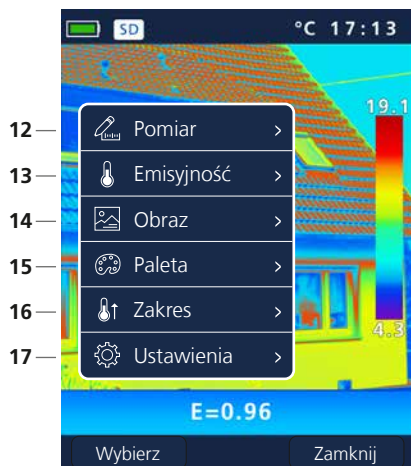 SD °C 17:13
19.1
12 Pomiar >
13 Emisyjność >
14 Obraz >
15 Paleta >
16 Zakres >
17 Ustawienia >
4.3
E=0.96
Wybierz Zamknij